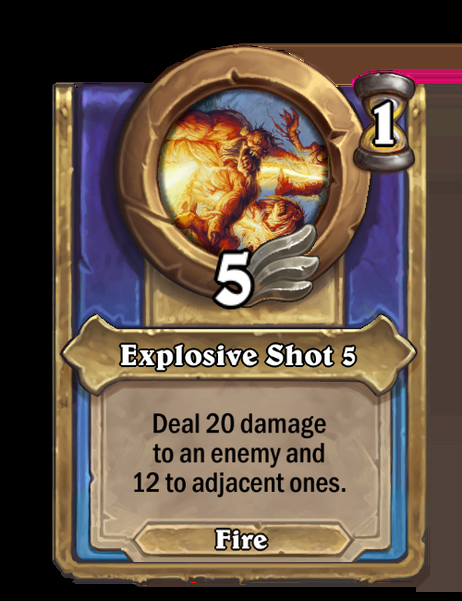 1
5
Explosive Shot 5
Deal 20 damage
to an enemy and
12 to adjacent ones.
Fire